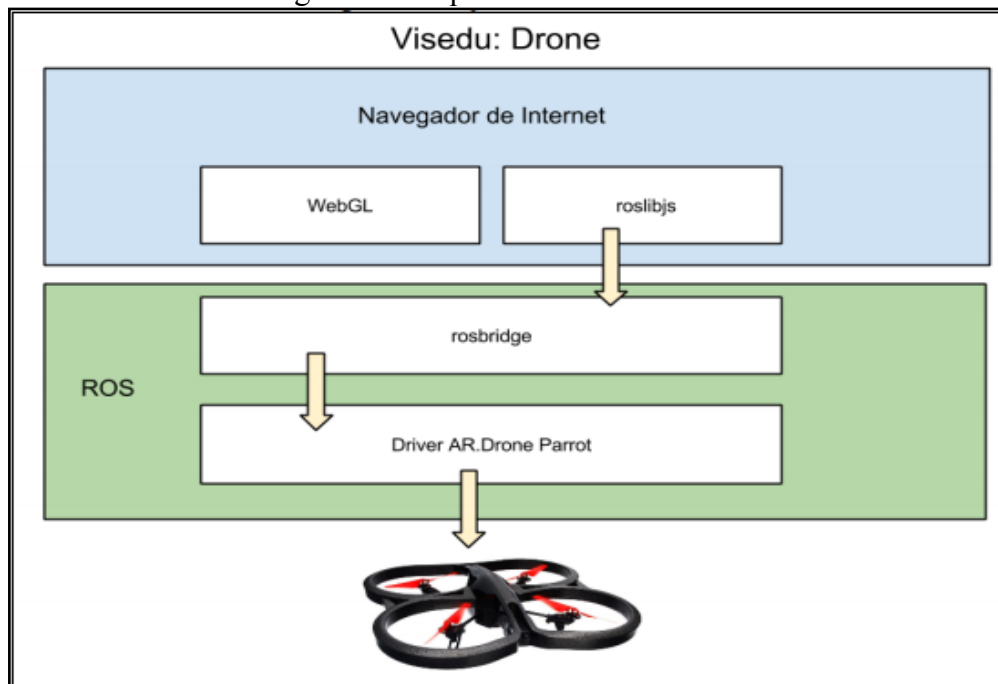 Visedu: Drone
Navegador de Internet
WebGL
roslibjs
rosbridge
ROS
Driver AR.Drone Parrot